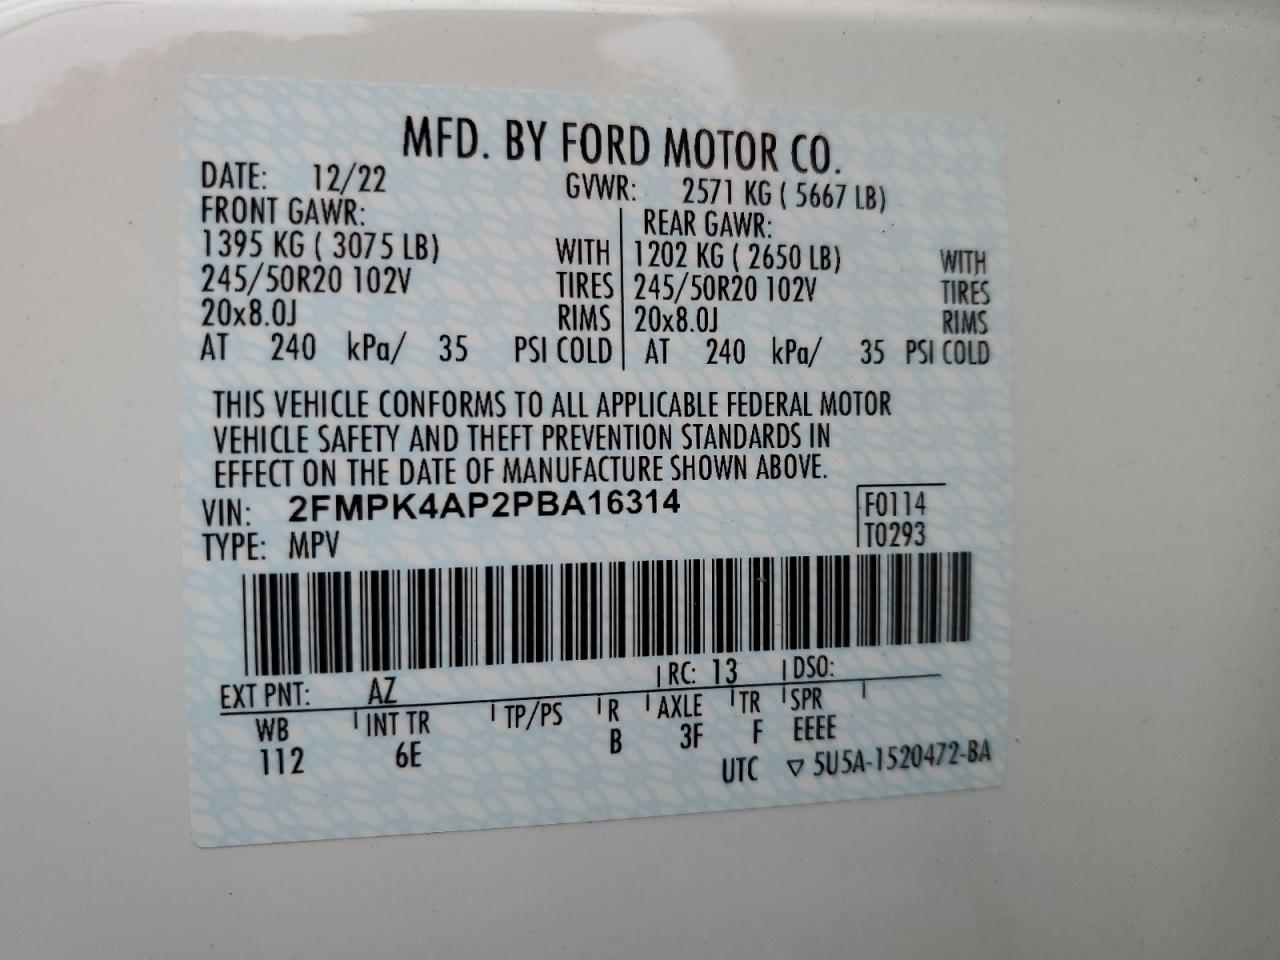 MFD. BY FORD MOTOR CO.
DATE: 12/22 GVWR: 2571 KG ( 5667 LB)
FRONT GAWR: REAR GAWR:
1395 KG ( 3075 LB) WITH 1202 KG ( 2650 LB) WITH
245/50R20 102V TIRES 245/50R20 102V TIRES
20x8.0J RIMS 20x8.0J RIMS
AT 240 kPa/ 35 PSI COLD AT 240 kPa/ 35 PSI COLD
THIS VEHICLE CONFORMS TO ALL APPLICABLE FEDERAL MOTOR
VEHICLE SAFETY AND THEFT PREVENTION STANDARDS IN
EFFECT ON THE DATE OF MANUFACTURE SHOWN ABOVE.
VIN: 2FMPK4AP2PBA16314 F0114
TYPE: MPV T0293
EXT PNT: AZ RC: 13 DSO:
WB INT TR TP/PS R AXLE TR SPR
112 6E B 3F F EEEE
UTC ▽ 5U5A-1520472-BA